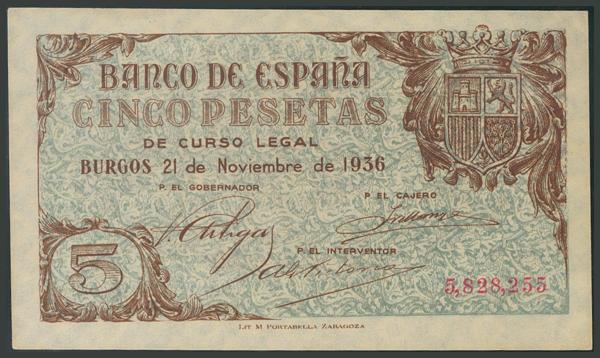 BANCO DE ESPAÑA
CINCO PESETAS
DE CURSO LEGAL
BURGOS 21 de Noviembre de 1936
P. EL GOBERNADOR
P EL CAJERO
P. EL INTERVENTOR
5
5,828,255
LIT M PORTABELLA ZARAGOZA